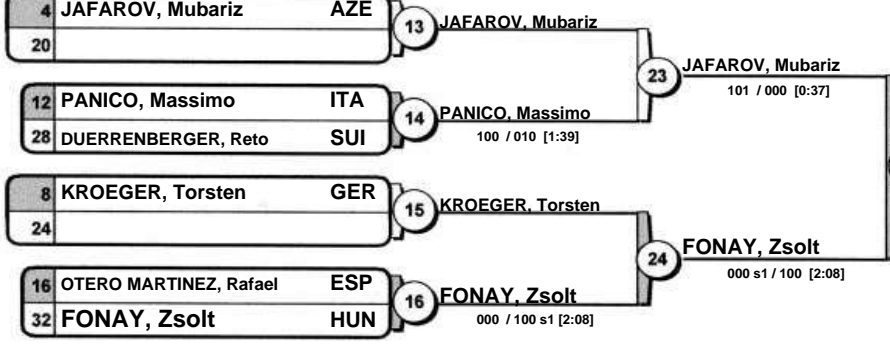 4 JAFAROV, Mubariz AZE
20
13 JAFAROV, Mubariz
12 PANICO, Massimo ITA
28 DUERRENBERGER, Reto SUI
14 PANICO, Massimo
100 / 010 [1:39]
23 JAFAROV, Mubariz
101 / 000 [0:37]
8 KROEGER, Torsten GER
24
15 KROEGER, Torsten
16 OTERO MARTINEZ, Rafael ESP
32 FONAY, Zsolt HUN
16 FONAY, Zsolt
000 / 100 s1 [2:08]
24 FONAY, Zsolt
000 s1 / 100 [2:08]